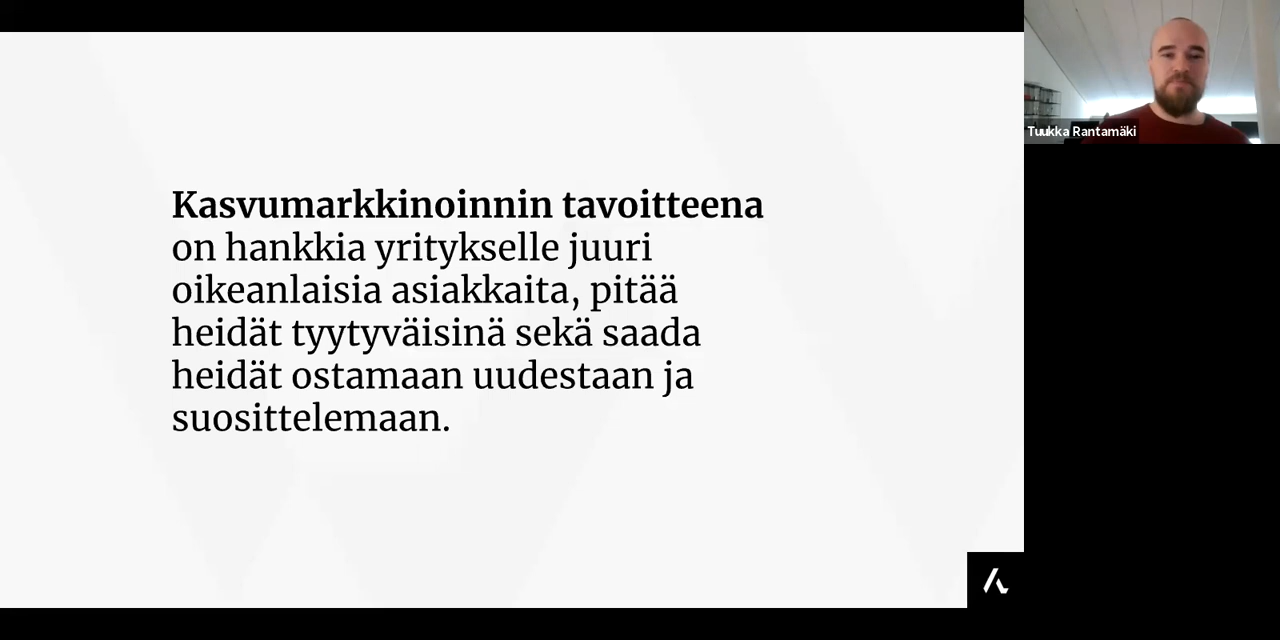 Kasvumarkkinoinnin tavoitteena
on hankkia yritykselle juuri
oikeanlaisia asiakkaita, pitää
heidät tyytyväisinä sekä saada
heidät ostamaan uudestaan ja
suosittelemaan.
Tuukka Rantamäki